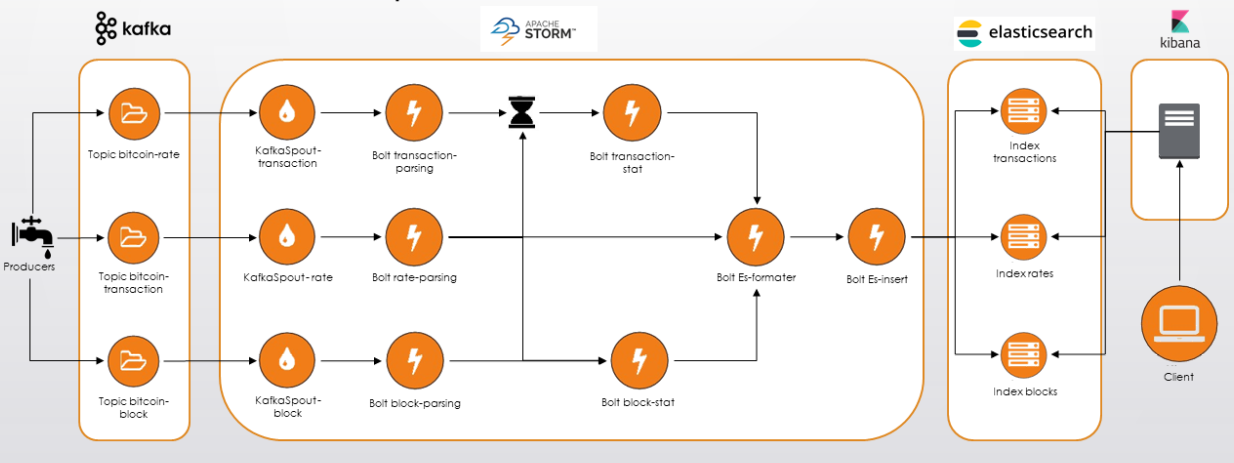 kafka
APACHE
STORM™
elasticsearch
kibana
Topic bitcoin-rate
KafkaSpout-
transaction
Bolt transaction-
parsing
Bolt transaction-
stat
Index
transactions
Producers
Topic bitcoin-
transaction
KafkaSpout-rate
Bolt rate-parsing
Bolt Es-formater
Bolt Es-insert
Index rates
Topic bitcoin-
block
KafkaSpout-
block
Bolt block-parsing
Bolt block-stat
Index blocks
Client